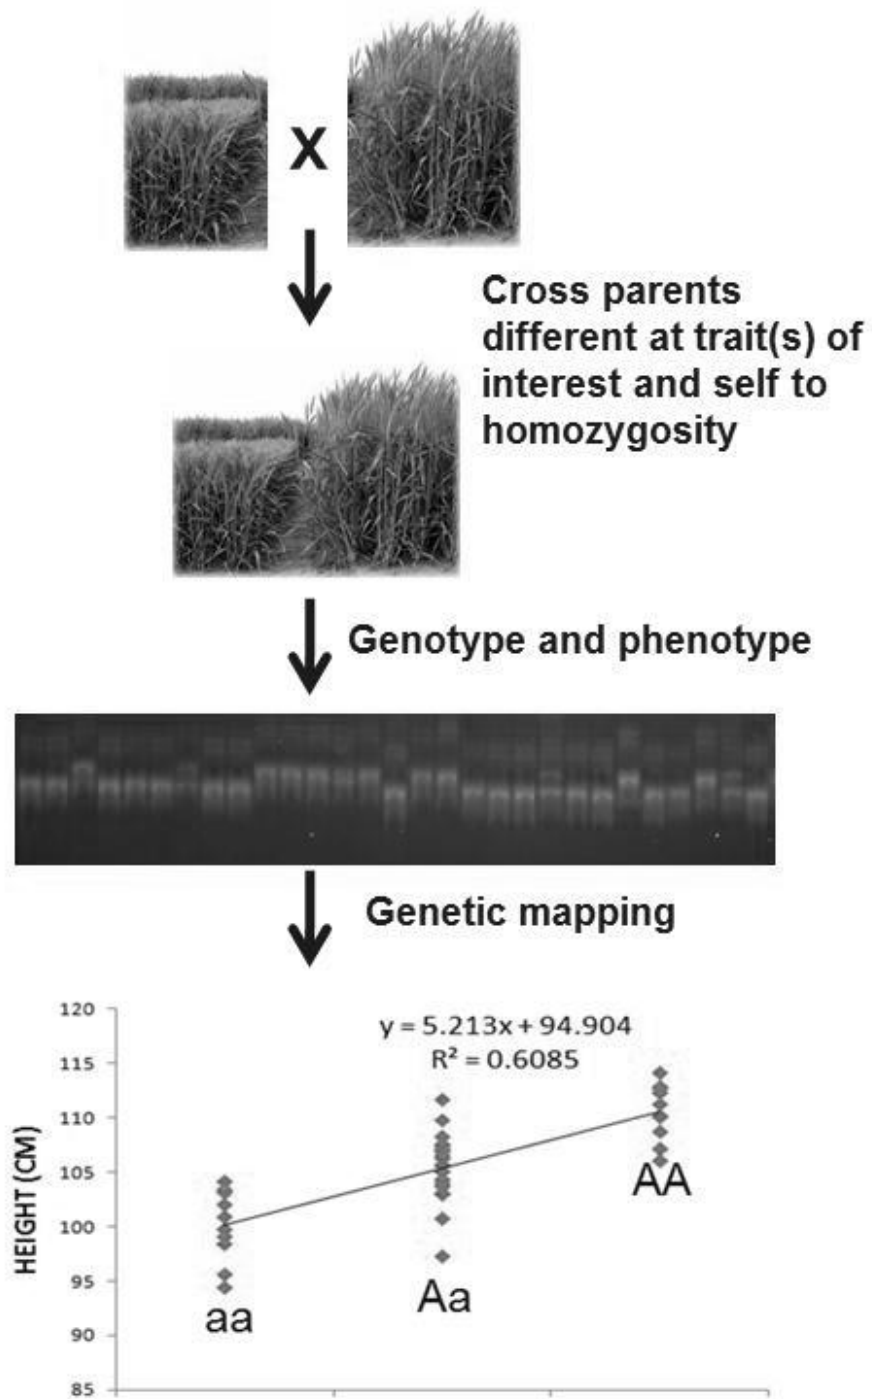 X
Cross parents
different at trait(s) of
interest and self to
homozygosity
Genotype and phenotype
Genetic mapping
120
115
110
105
100
95
90
85
HEIGHT (CM)
y = 5.213x + 94.904
R² = 0.6085
aa
Aa
AA